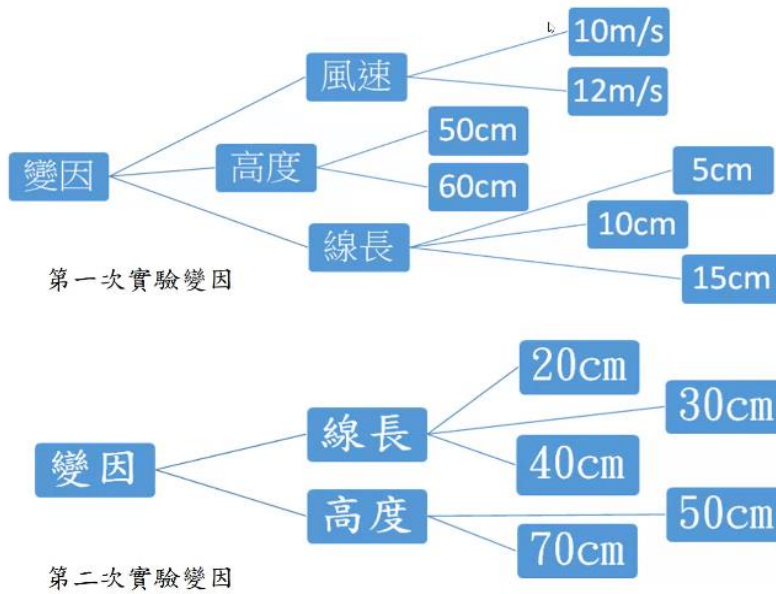 變因
風速
10m/s
12m/s
高度
50cm
60cm
線長
5cm
10cm
15cm
第一次實驗變因
變因
線長
20cm
30cm
40cm
高度
50cm
70cm
第二次實驗變因